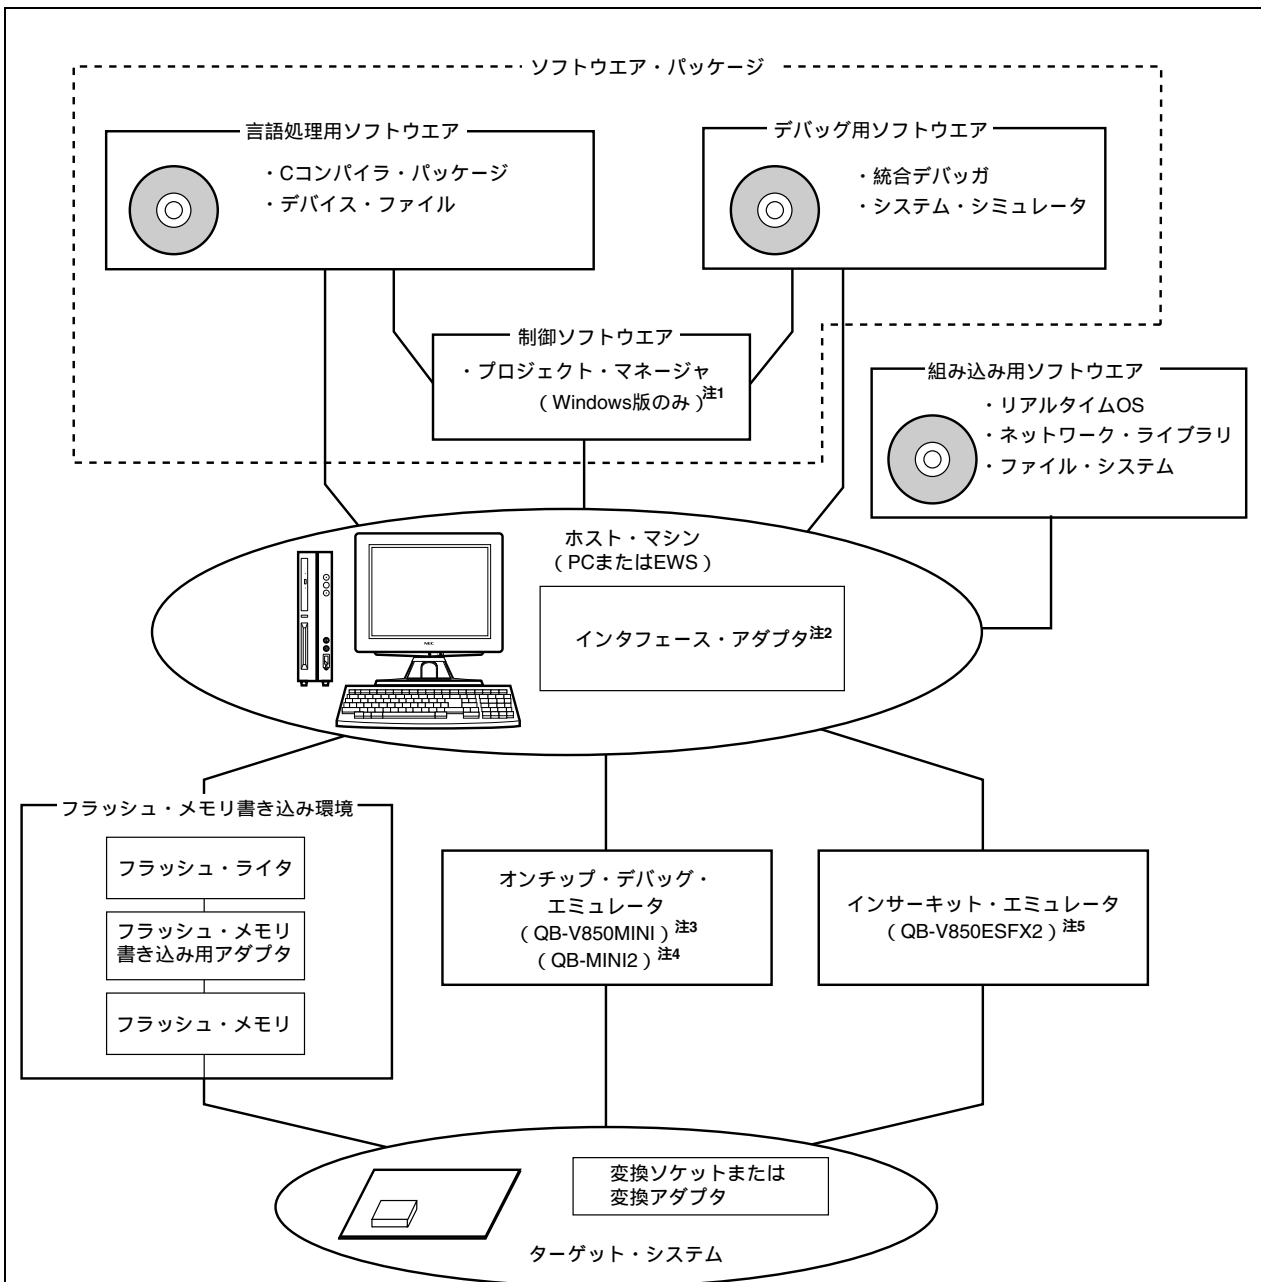 ソフトウエア・パッケージ
言語処理用ソフトウエア
・Cコンパイラ・パッケージ
・デバイス・ファイル
デバッグ用ソフトウエア
・統合デバッガ
・システム・シミュレータ
制御ソフトウエア
・プロジェクト・マネージャ
（Windows版のみ）注1
組み込み用ソフトウエア
・リアルタイムOS
・ネットワーク・ライブラリ
・ファイル・システム
ホスト・マシン
（PCまたはEWS）
インタフェース・アダプタ注2
NEC
フラッシュ・メモリ書き込み環境
フラッシュ・ライタ
フラッシュ・メモリ
書き込み用アダプタ
フラッシュ・メモリ
オンチップ・デバッグ・
エミュレータ
（QB-V850MINI）注3
（QB-MINI2）注4
インサーキット・エミュレータ
（QB-V850ESFX2）注5
変換ソケットまたは
変換アダプタ
ターゲット・システム